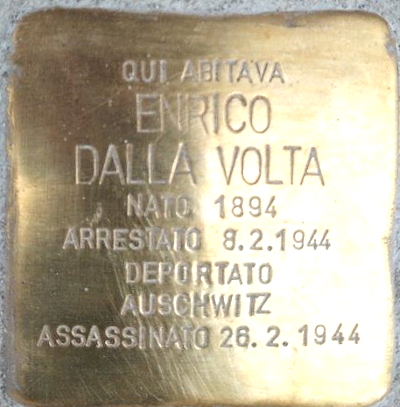 QUI ABITAVA
ENRICO
DALLA VOLTA
NATO 1894
ARRESTATO 8.2.1944
DEPORTATO
AUSCHWITZ
ASSASSINATO 26.2.1944